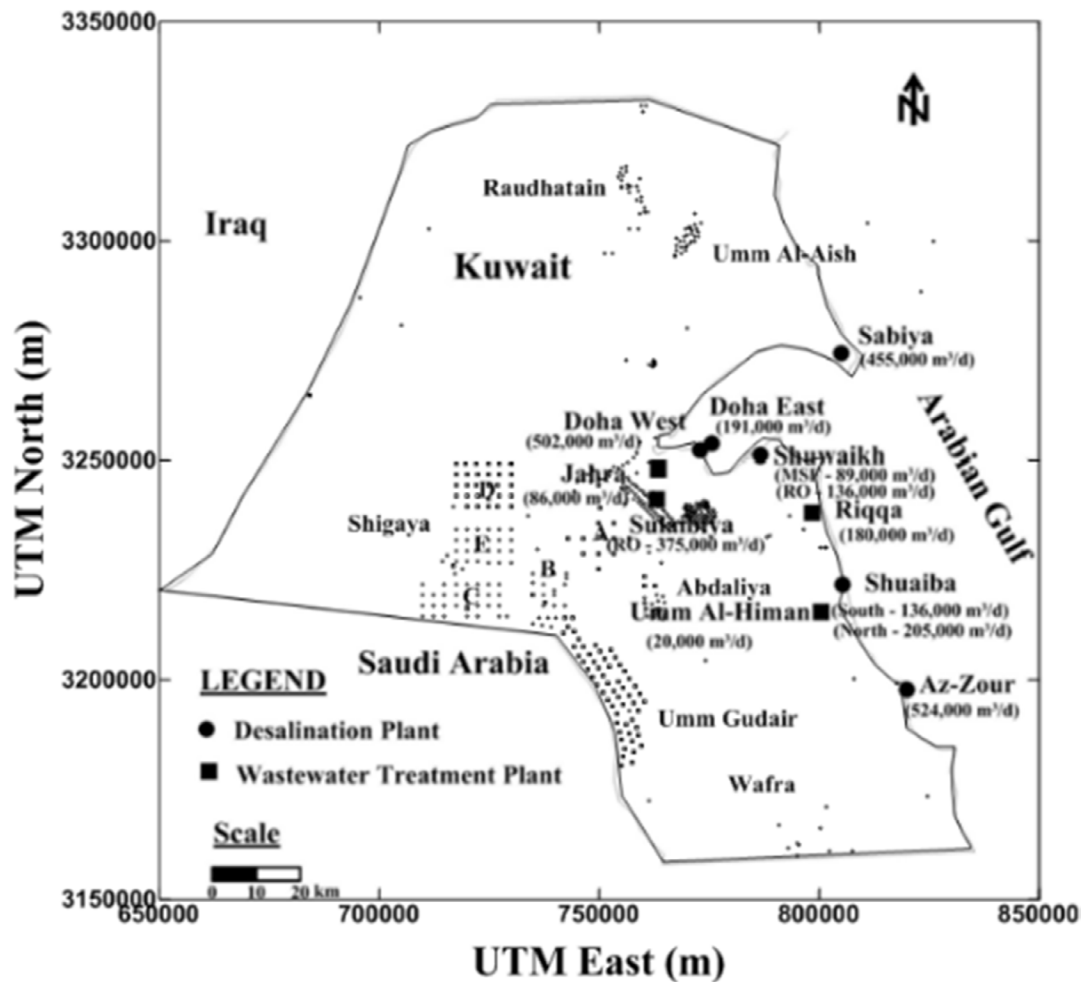 3350000
3300000
3250000
3200000
3150000
UTM North (m)
N
Raudhatain
Iraq
Kuwait
Umm Al-Aish
Sabiya
(455,000 m³/d)
Arabian Gulf
Doha West
(502,000 m³/d)
Doha East
(191,000 m³/d)
Shuwaikh
(MSF - 89,000 m³/d)
(RO - 136,000 m³/d)
Jahra
(86,000 m³/d)
D
Shigaya
A
Sulaibiya
(RO - 375,000 m³/d)
Riqqa
(180,000 m³/d)
E
B
C
Abdaliya
Shuaiba
(South - 136,000 m³/d)
(North - 205,000 m³/d)
Umm Al-Himan
(20,000 m³/d)
Saudi Arabia
Az-Zour
(524,000 m³/d)
Umm Gudair
Wafra
LEGEND
Desalination Plant
Wastewater Treatment Plant
Scale
0 10 20 km
650000 700000 750000 800000 850000
UTM East (m)